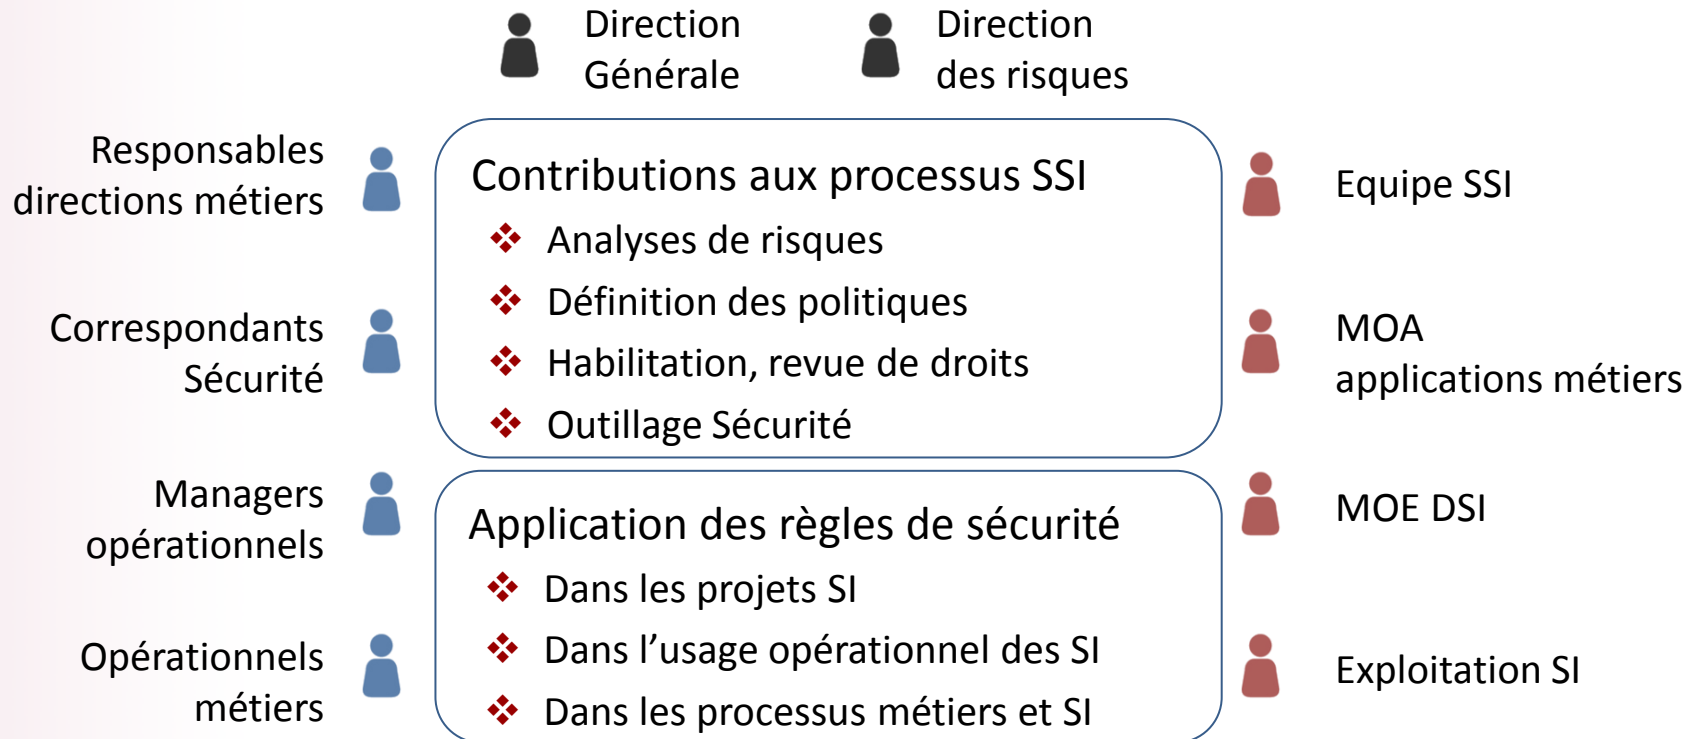 Direction
Générale
Direction
des risques
Responsables
directions métiers
Correspondants
Sécurité
Managers
opérationnels
Opérationnels
métiers
Contributions aux processus SSI
Analyses de risques
Définition des politiques
Habilitation, revue de droits
Outillage Sécurité
Application des règles de sécurité
Dans les projets SI
Dans l’usage opérationnel des SI
Dans les processus métiers et SI
Equipe SSI
MOA
applications métiers
MOE DSI
Exploitation SI